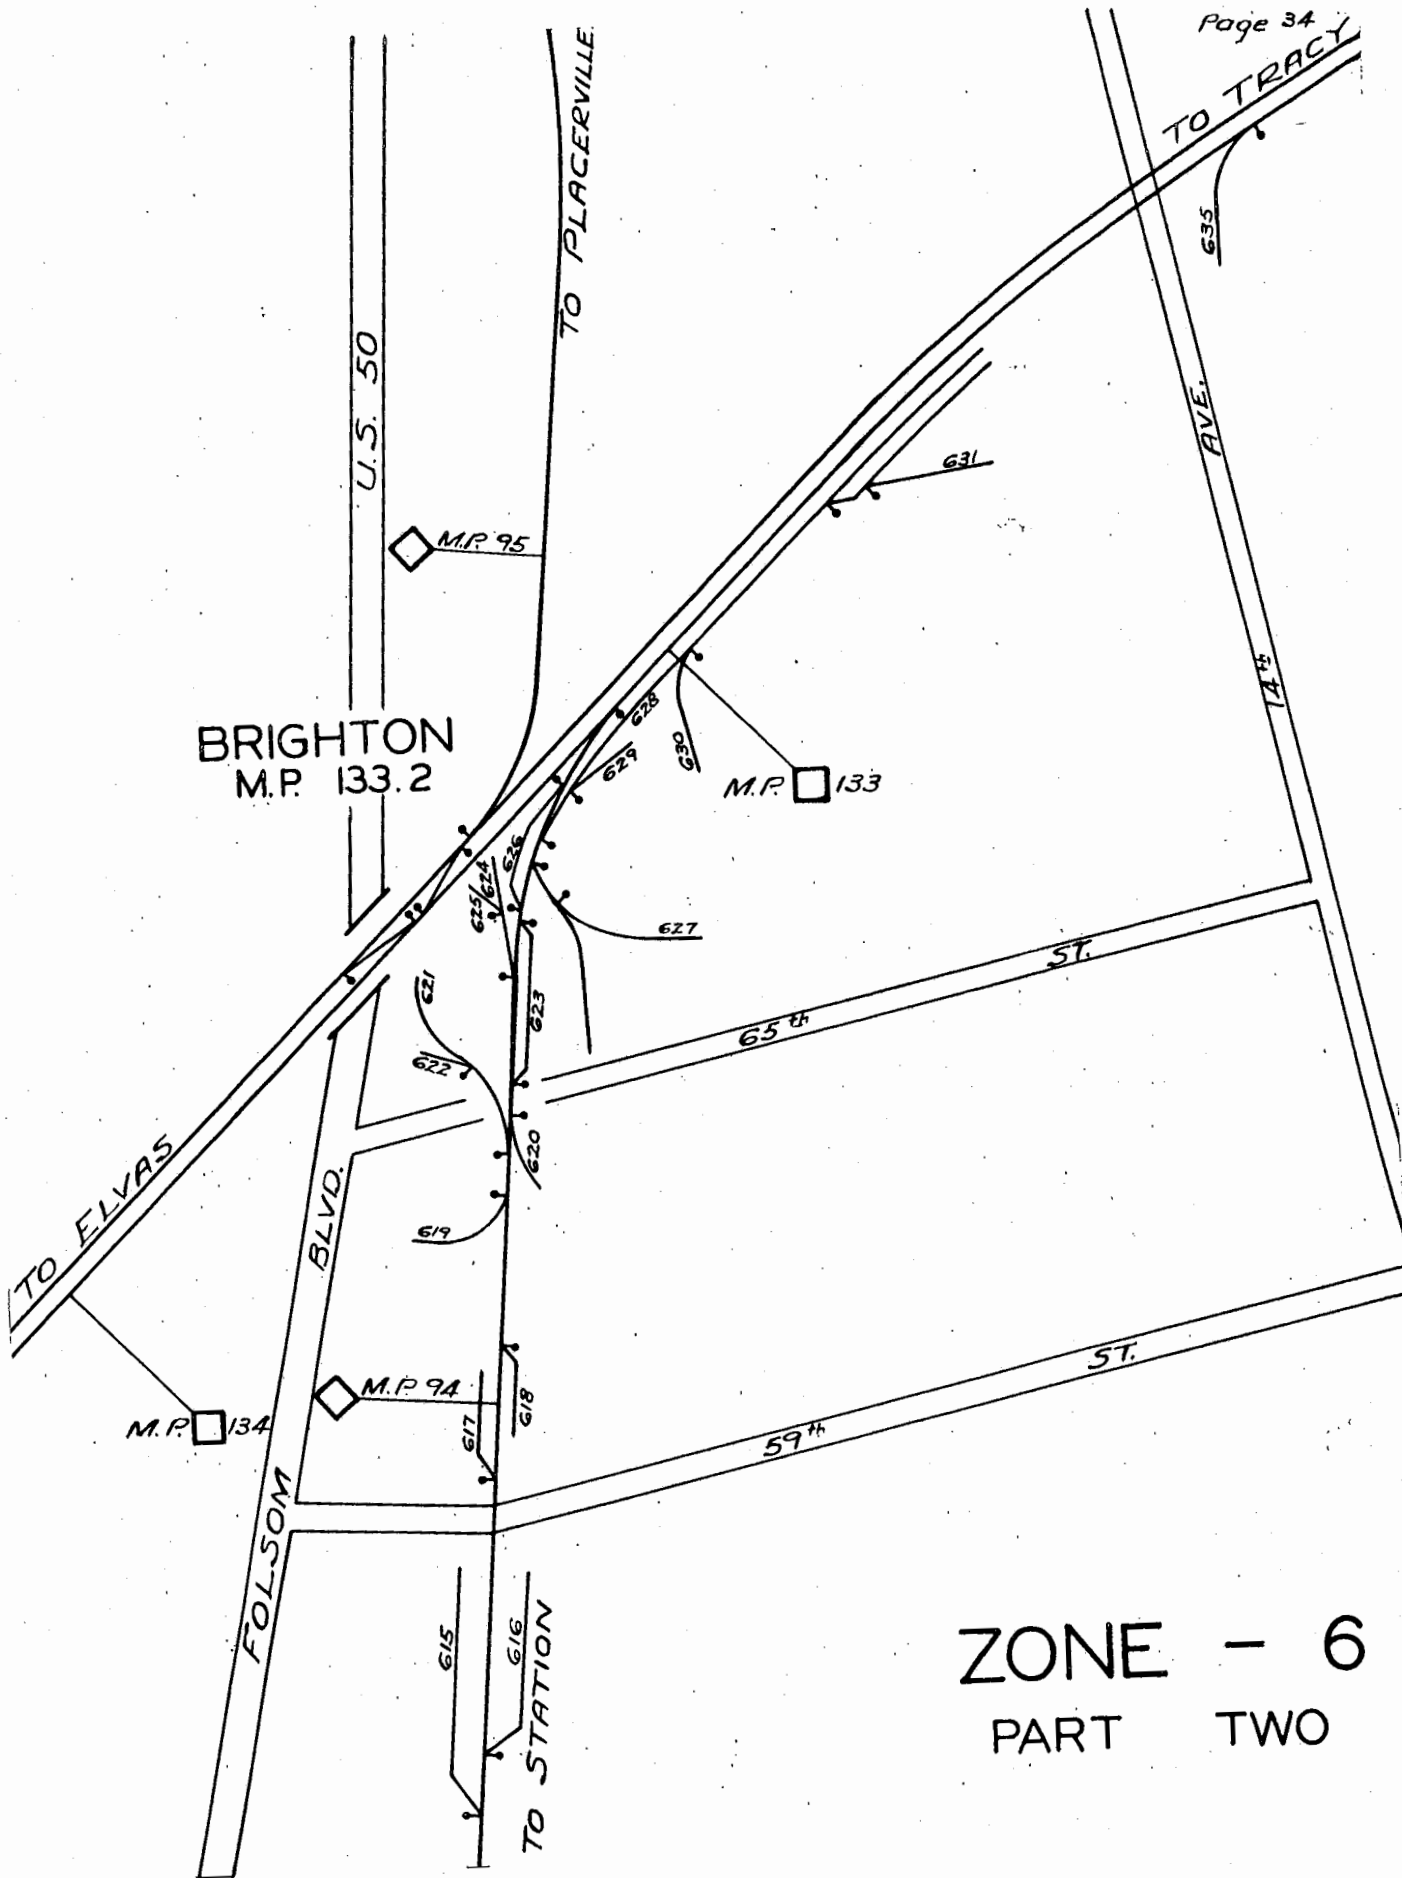 Page 34
TO TRACY
TO PLACERVILLE
635
U.S. 50
AVE.
631
M.P. 95
14th
628
BRIGHTON
M.P. 133.2
629
630
M.P. 133
626
625/624
627
621
623
ST.
65th
622
620
TO ELVAS
BLVD.
619
ST.
M.P. 94
618
617
M.P. 134
59th
FOLSOM
615
616
TO STATION
ZONE - 6
PART TWO